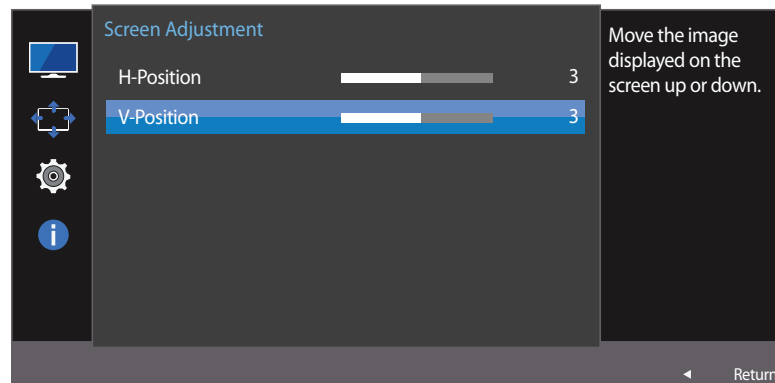 Screen Adjustment
H-Position 3
V-Position 3
Move the image
displayed on the
screen up or down.
Return